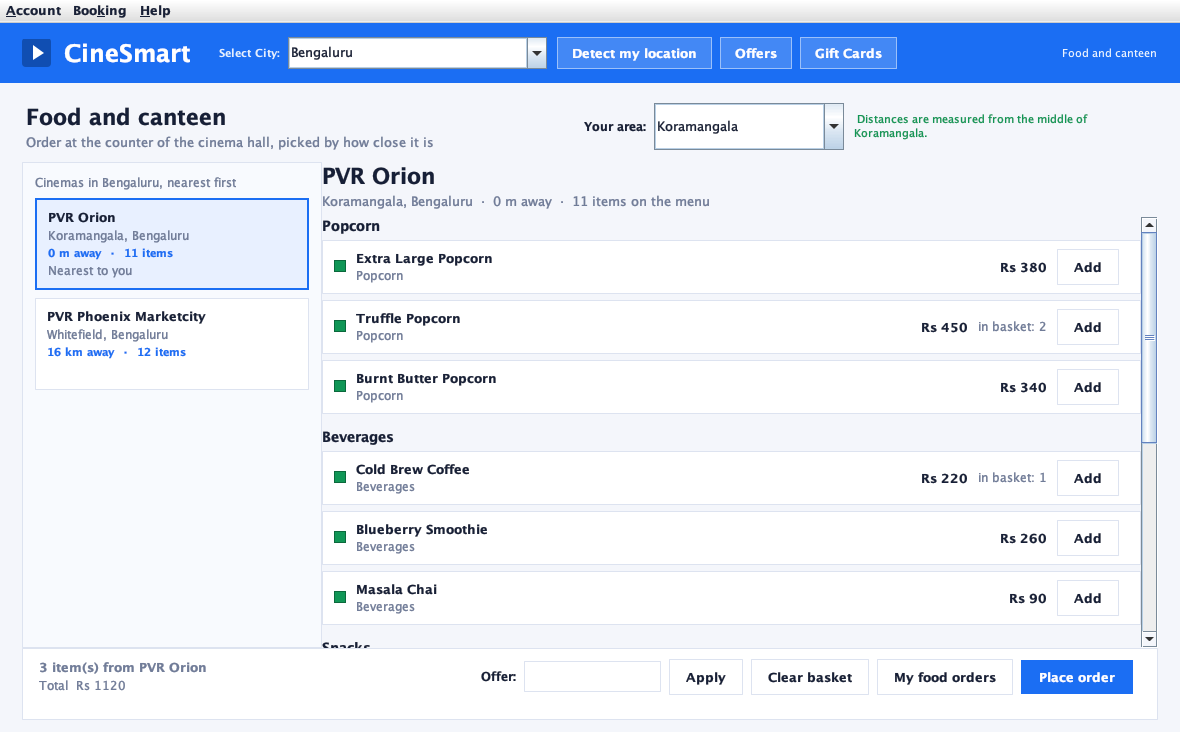 Account Booking Help
CineSmart
Select City:
Bengaluru
Detect my location
Offers
Gift Cards
Food and canteen
Food and canteen
Order at the counter of the cinema hall, picked by how close it is
Your area:
Koramangala
Distances are measured from the middle of
Koramangala.
Cinemas in Bengaluru, nearest first
PVR Orion
Koramangala, Bengaluru
0 m away · 11 items
Nearest to you
PVR Phoenix Marketcity
Whitefield, Bengaluru
16 km away · 12 items
PVR Orion
Koramangala, Bengaluru · 0 m away · 11 items on the menu
Popcorn
Extra Large Popcorn
Popcorn
Rs 380
Add
Truffle Popcorn
Popcorn
Rs 450
in basket: 2
Add
Burnt Butter Popcorn
Popcorn
Rs 340
Add
Beverages
Cold Brew Coffee
Beverages
Rs 220
in basket: 1
Add
Blueberry Smoothie
Beverages
Rs 260
Add
Masala Chai
Beverages
Rs 90
Add
Snacks
3 item(s) from PVR Orion
Total Rs 1120
Offer:
Apply
Clear basket
My food orders
Place order